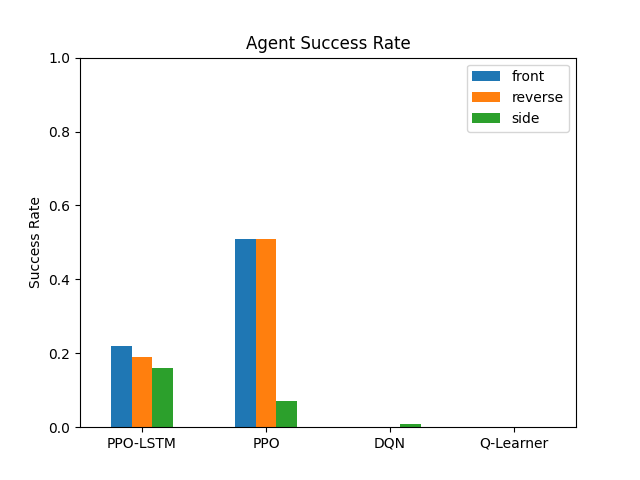 Agent Success Rate
1.0
0.8
0.6
0.4
0.2
0.0
Success Rate
front
reverse
side
PPO-LSTM
PPO
DQN
Q-Learner